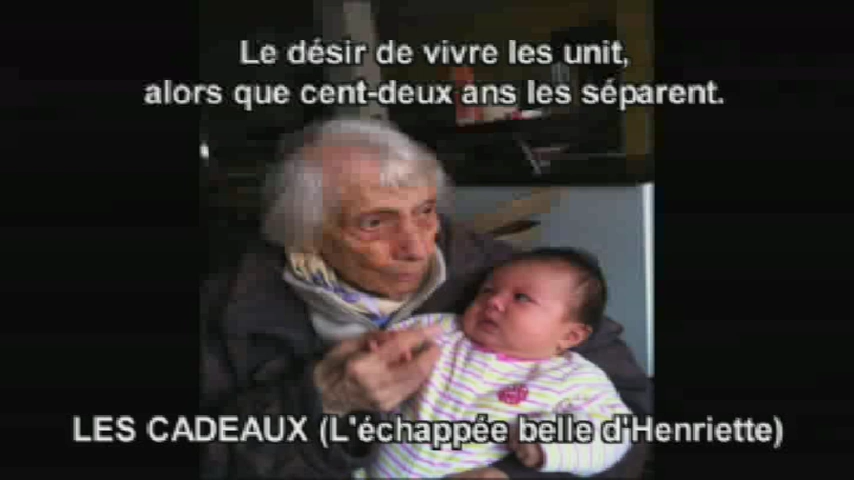 Le désir de vivre les unit,
alors que cent-deux ans les séparent.
LES CADEAUX (L'échappée belle d'Henriette)